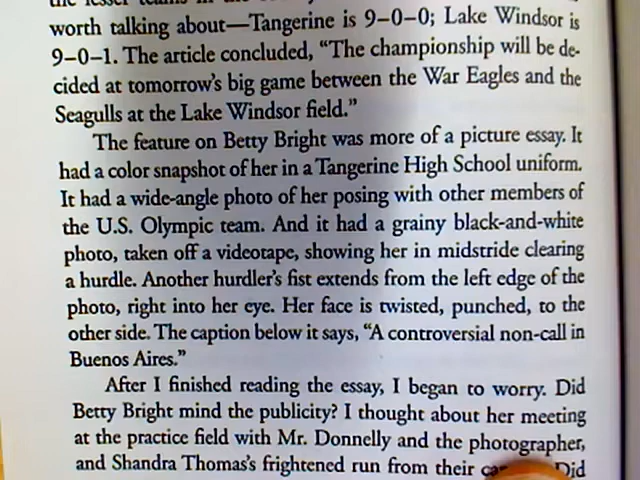 worth talking about—Tangerine is 9–0–0; Lake Windsor is
9–0–1. The article concluded, “The championship will be de-
cided at tomorrow’s big game between the War Eagles and the
Seagulls at the Lake Windsor field.”
The feature on Betty Bright was more of a picture essay. It
had a color snapshot of her in a Tangerine High School uniform.
It had a wide-angle photo of her posing with other members of
the U.S. Olympic team. And it had a grainy black-and-white
photo, taken off a videotape, showing her in midstride clearing
a hurdle. Another hurdler’s fist extends from the left edge of the
photo, right into her eye. Her face is twisted, punched, to the
other side. The caption below it says, “A controversial non-call in
Buenos Aires.”
After I finished reading the essay, I began to worry. Did
Betty Bright mind the publicity? I thought about her meeting
at the practice field with Mr. Donnelly and the photographer,
and Shandra Thomas’s frightened run from their Did